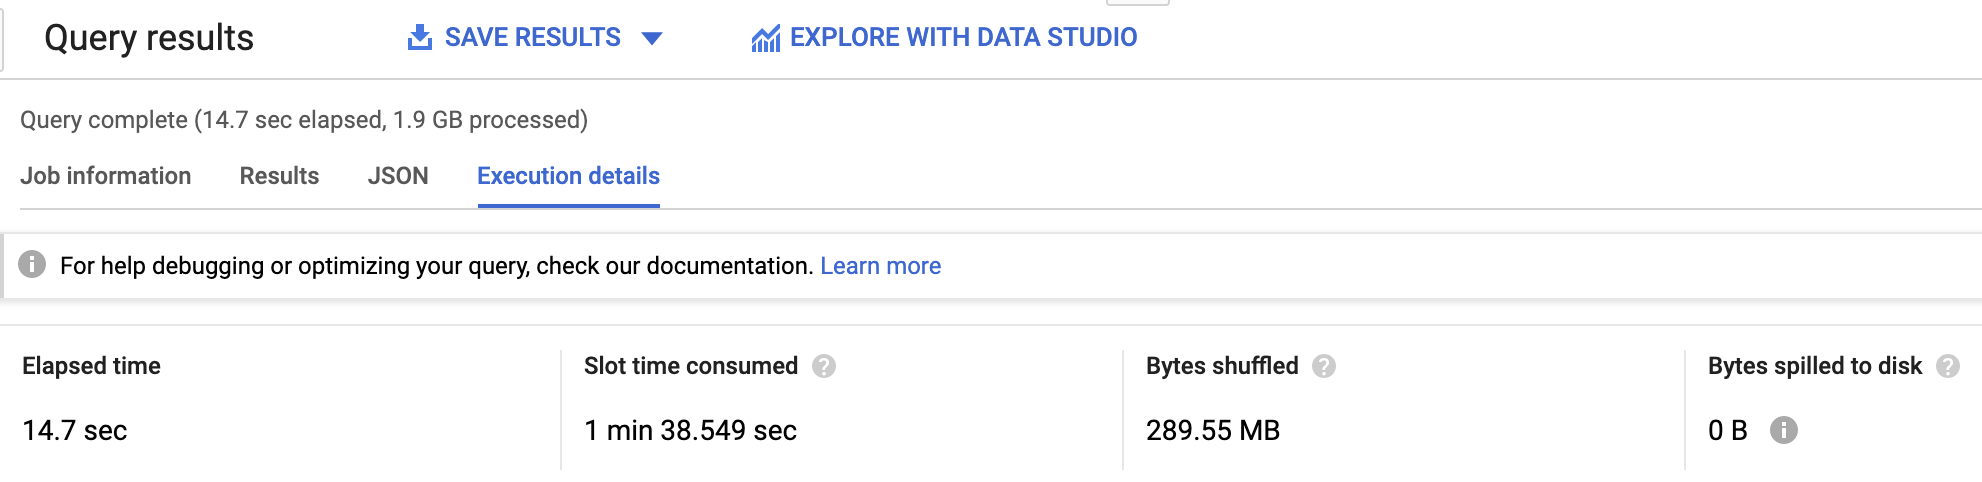 Query results SAVE RESULTS EXPLORE WITH DATA STUDIO
Query complete (14.7 sec elapsed, 1.9 GB processed)
Job information Results JSON Execution details
For help debugging or optimizing your query, check our documentation. Learn more
Elapsed time Slot time consumed Bytes shuffled Bytes spilled to disk
14.7 sec 1 min 38.549 sec 289.55 MB 0 B